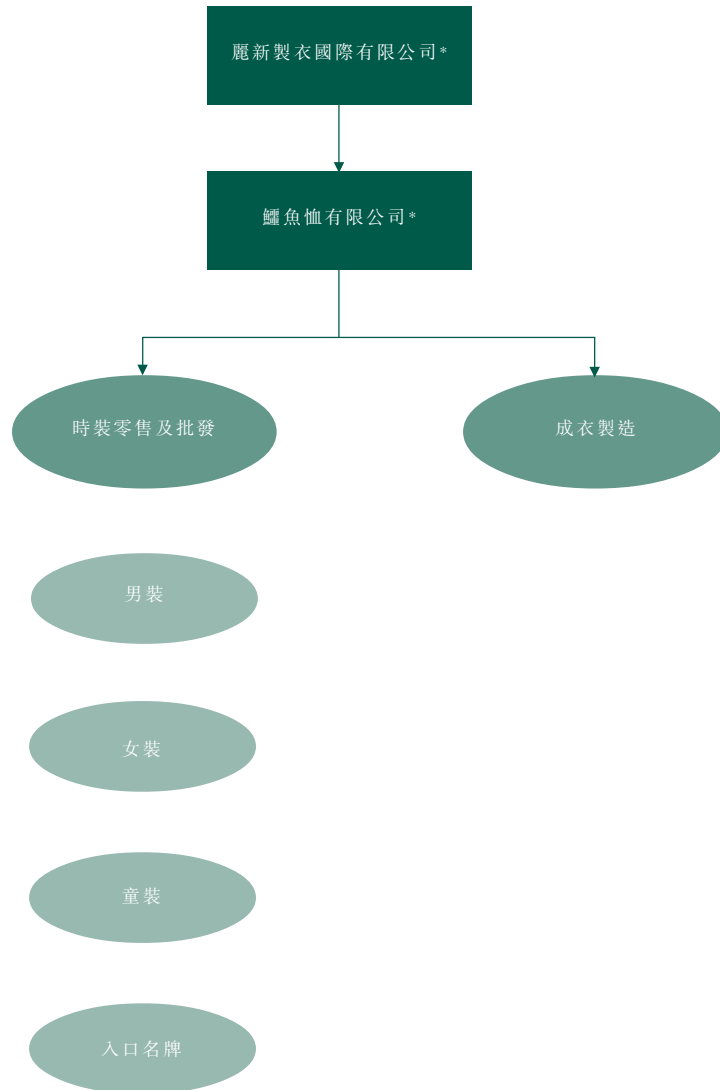 麗新製衣國際有限公司*
鱷魚恤有限公司*
時裝零售及批發
成衣製造
男裝
女裝
童裝
入口名牌